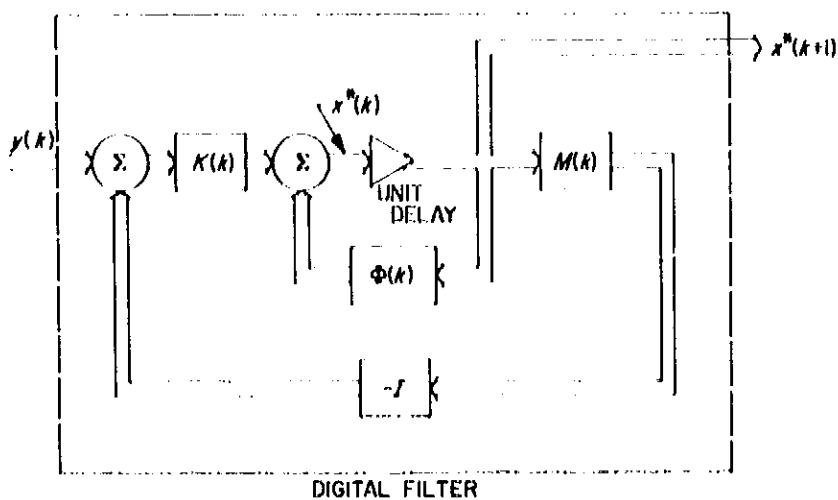 x*(k+1)
x*(k)
y(k)
Σ
K(k)
Σ
M(k)
UNIT
DELAY
Φ(k)
-I
DIGITAL FILTER